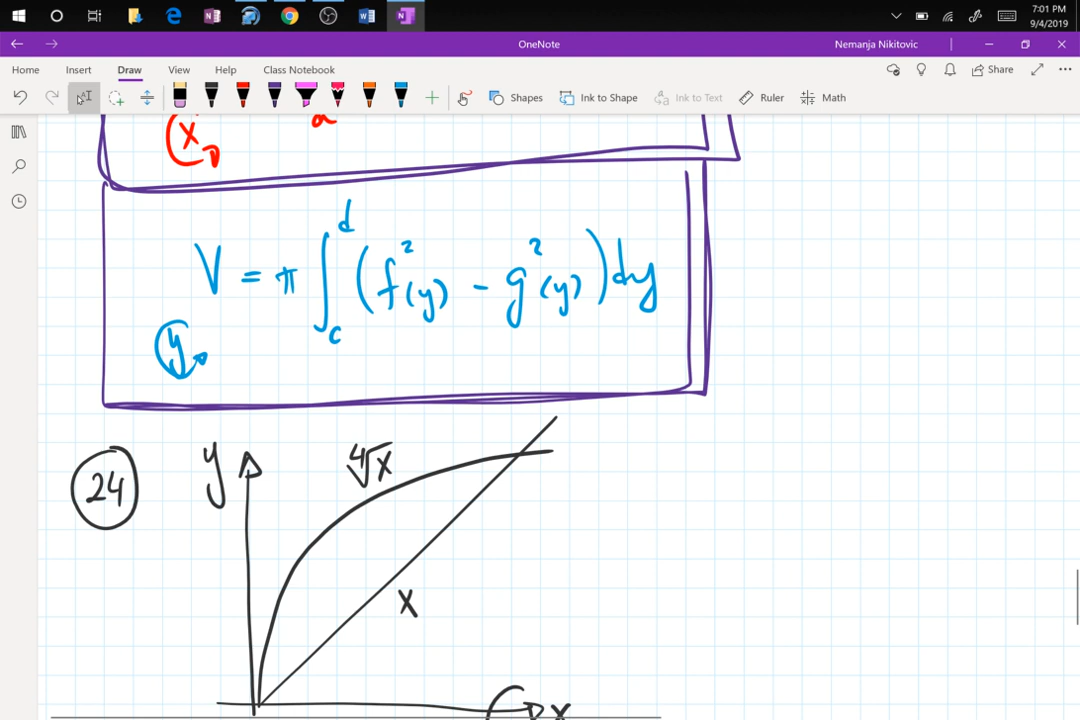 7:01 PM
9/4/2019
OneNote
Nemanja Nikitovic
Home Insert Draw View Help Class Notebook
Share
Shapes Ink to Shape Ink to Text Ruler Math
(x a
V = π ∫_c^d (f²(y) - g²(y)) dy
y
24 y ∜x
x
x